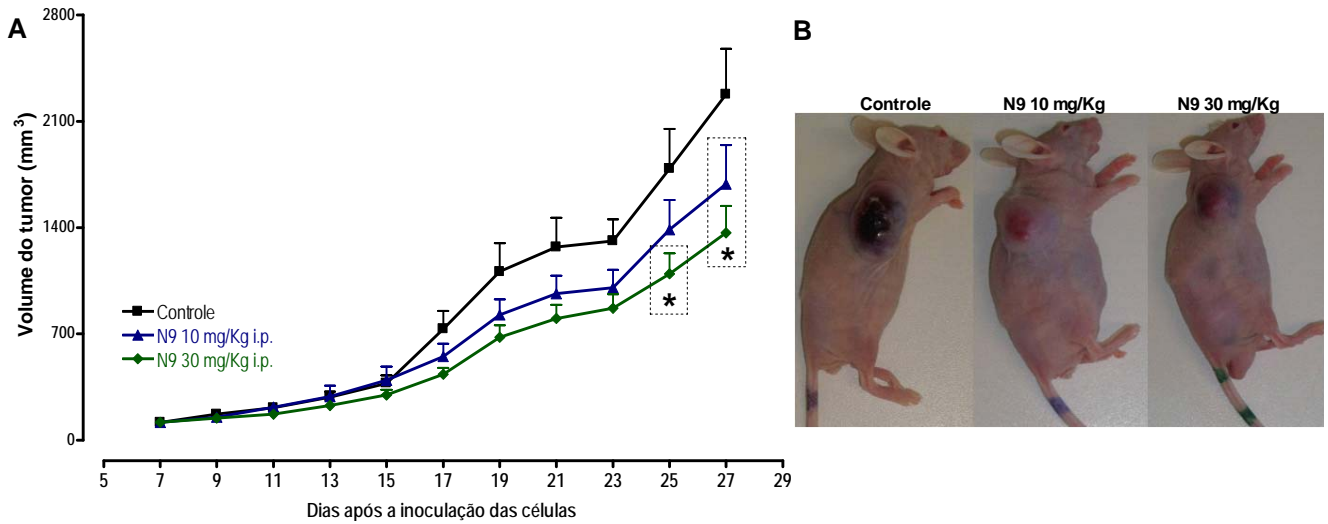 A
2800
2100
1400
700
0
Volume do tumor (mm³)
Controle
N9 10 mg/Kg i.p.
N9 30 mg/Kg i.p.
*
*
5 7 9 11 13 15 17 19 21 23 25 27 29
Dias após a inoculação das células
B
Controle N9 10 mg/Kg N9 30 mg/Kg